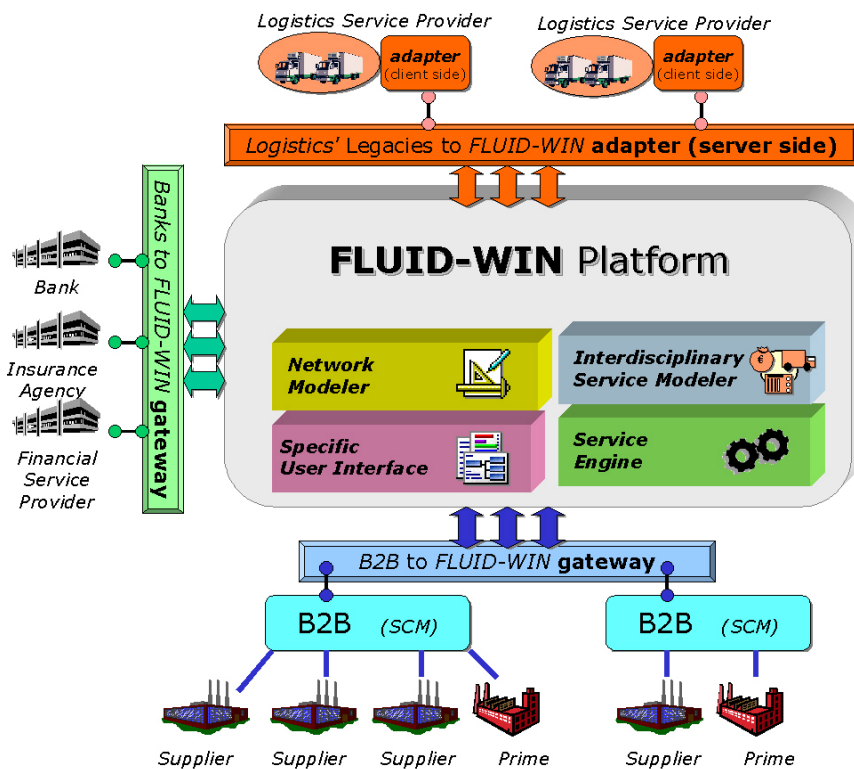 Logistics Service Provider
Logistics Service Provider
adapter
(client side)
adapter
(client side)
Logistics' Legacies to FLUID-WIN adapter (server side)
Banks to FLUID-WIN gateway
Bank
Insurance
Agency
Financial
Service
Provider
FLUID-WIN Platform
Network
Modeler
Interdisciplinary
Service Modeler
Specific
User Interface
Service
Engine
B2B to FLUID-WIN gateway
B2B (SCM)
B2B (SCM)
Supplier
Supplier
Supplier
Prime
Supplier
Prime